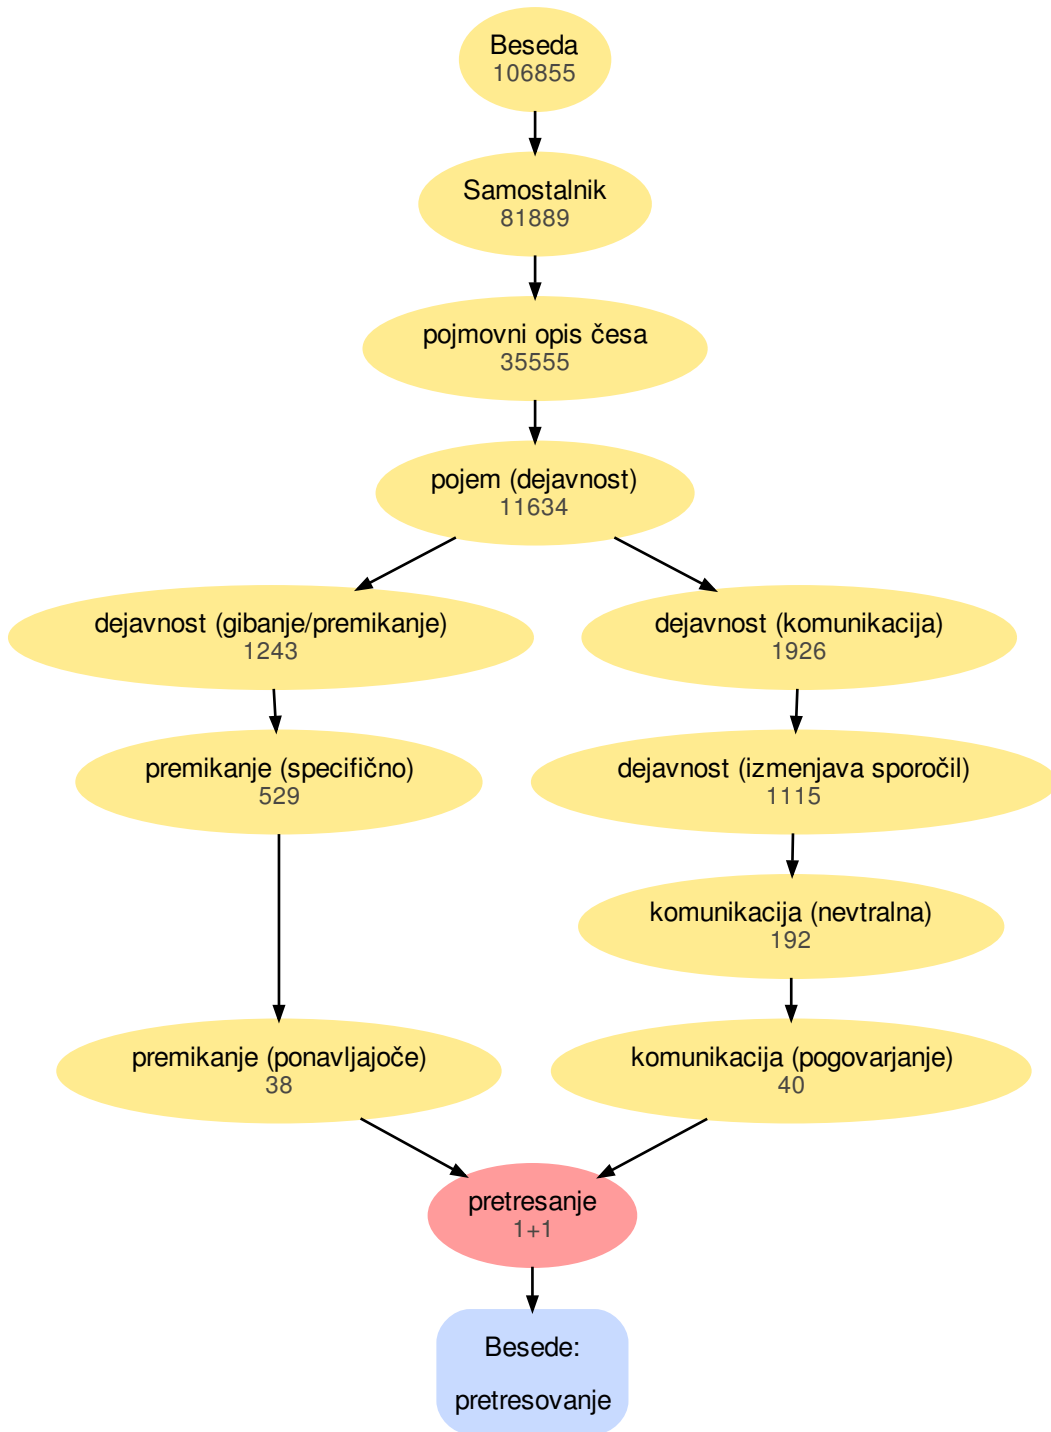 Beseda
106855
Samostalnik
81889
pojmovni opis česa
35555
pojem (dejavnost)
11634
dejavnost (gibanje/premikanje)
1243
dejavnost (komunikacija)
1926
premikanje (specifično)
529
dejavnost (izmenjava sporočil)
1115
komunikacija (nevtralna)
192
premikanje (ponavljajoče)
38
komunikacija (pogovarjanje)
40
pretresanje
1+1
Besede:
pretresovanje